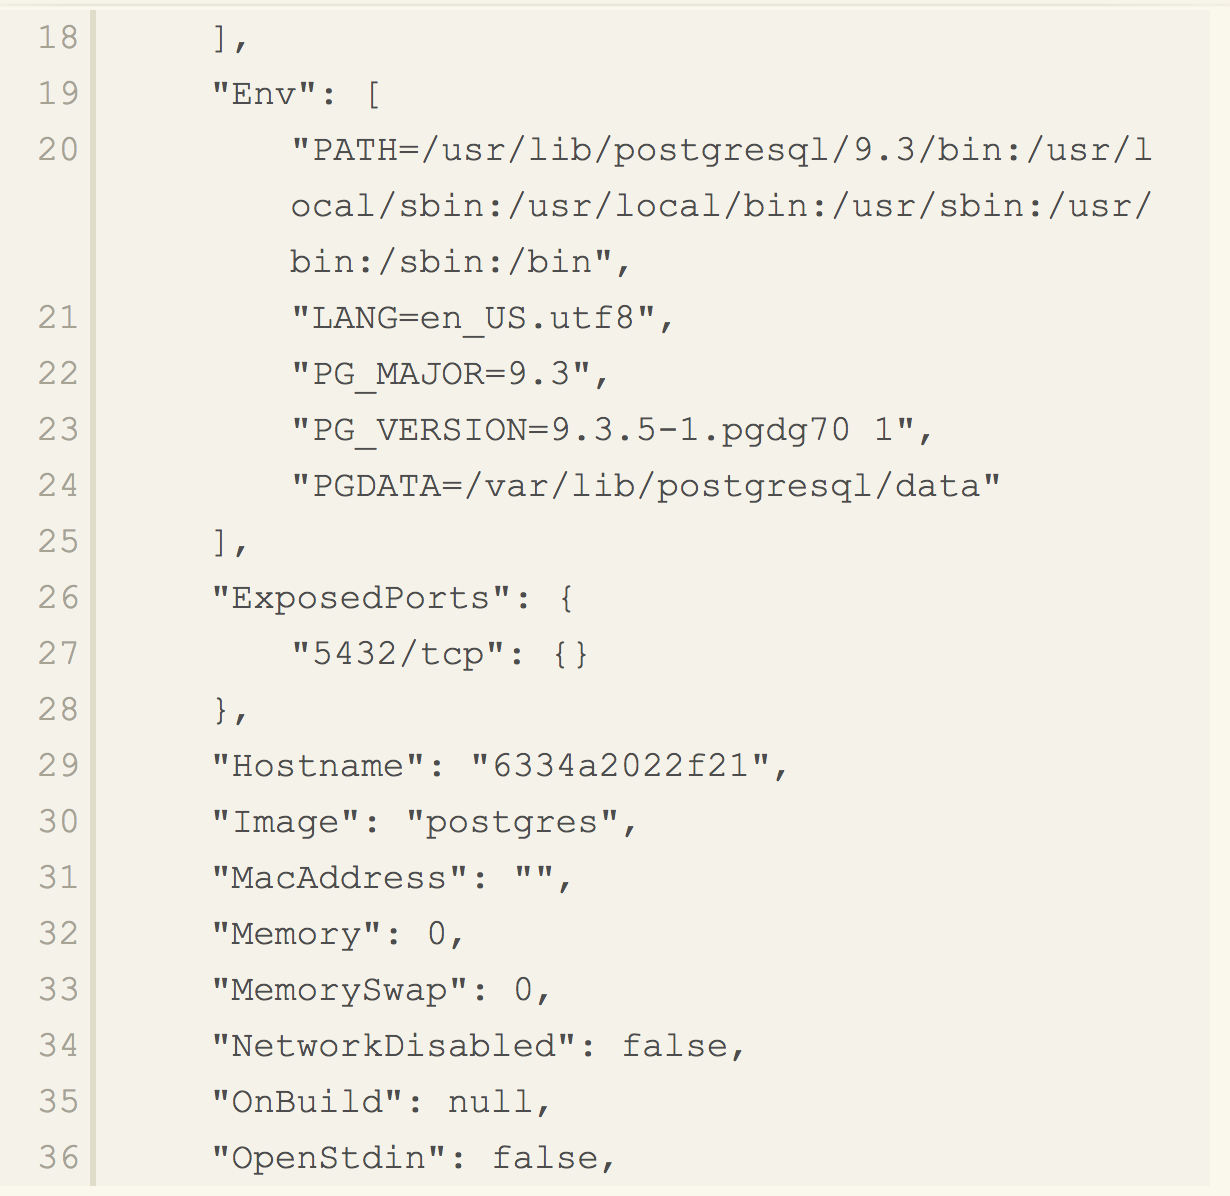 18 ],
19 "Env": [
20 "PATH=/usr/lib/postgresql/9.3/bin:/usr/l
ocal/sbin:/usr/local/bin:/usr/sbin:/usr/
bin:/sbin:/bin",
21 "LANG=en_US.utf8",
22 "PG_MAJOR=9.3",
23 "PG_VERSION=9.3.5-1.pgdg70 1",
24 "PGDATA=/var/lib/postgresql/data"
25 ],
26 "ExposedPorts": {
27 "5432/tcp": {}
28 },
29 "Hostname": "6334a2022f21",
30 "Image": "postgres",
31 "MacAddress": "",
32 "Memory": 0,
33 "MemorySwap": 0,
34 "NetworkDisabled": false,
35 "OnBuild": null,
36 "OpenStdin": false,